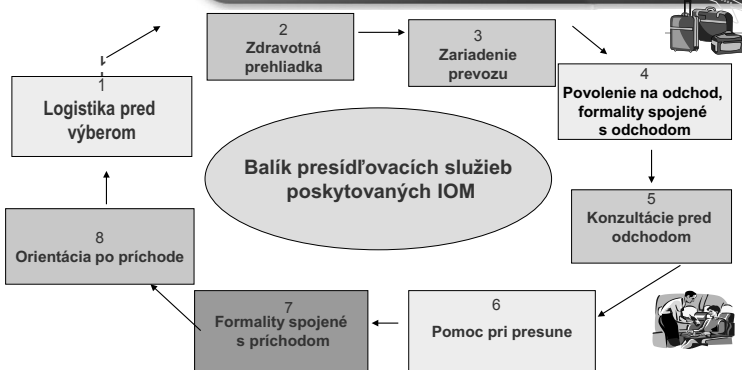 1
Logistika pred
výberom
2
Zdravotná
prehliadka
3
Zariadenie
prevozu
4
Povolenie na odchod,
formality spojené
s odchodom
5
Konzultácie pred
odchodom
6
Pomoc pri presune
7
Formality spojené
s príchodom
8
Orientácia po príchode
Balík presídľovacích služieb
poskytovaných IOM